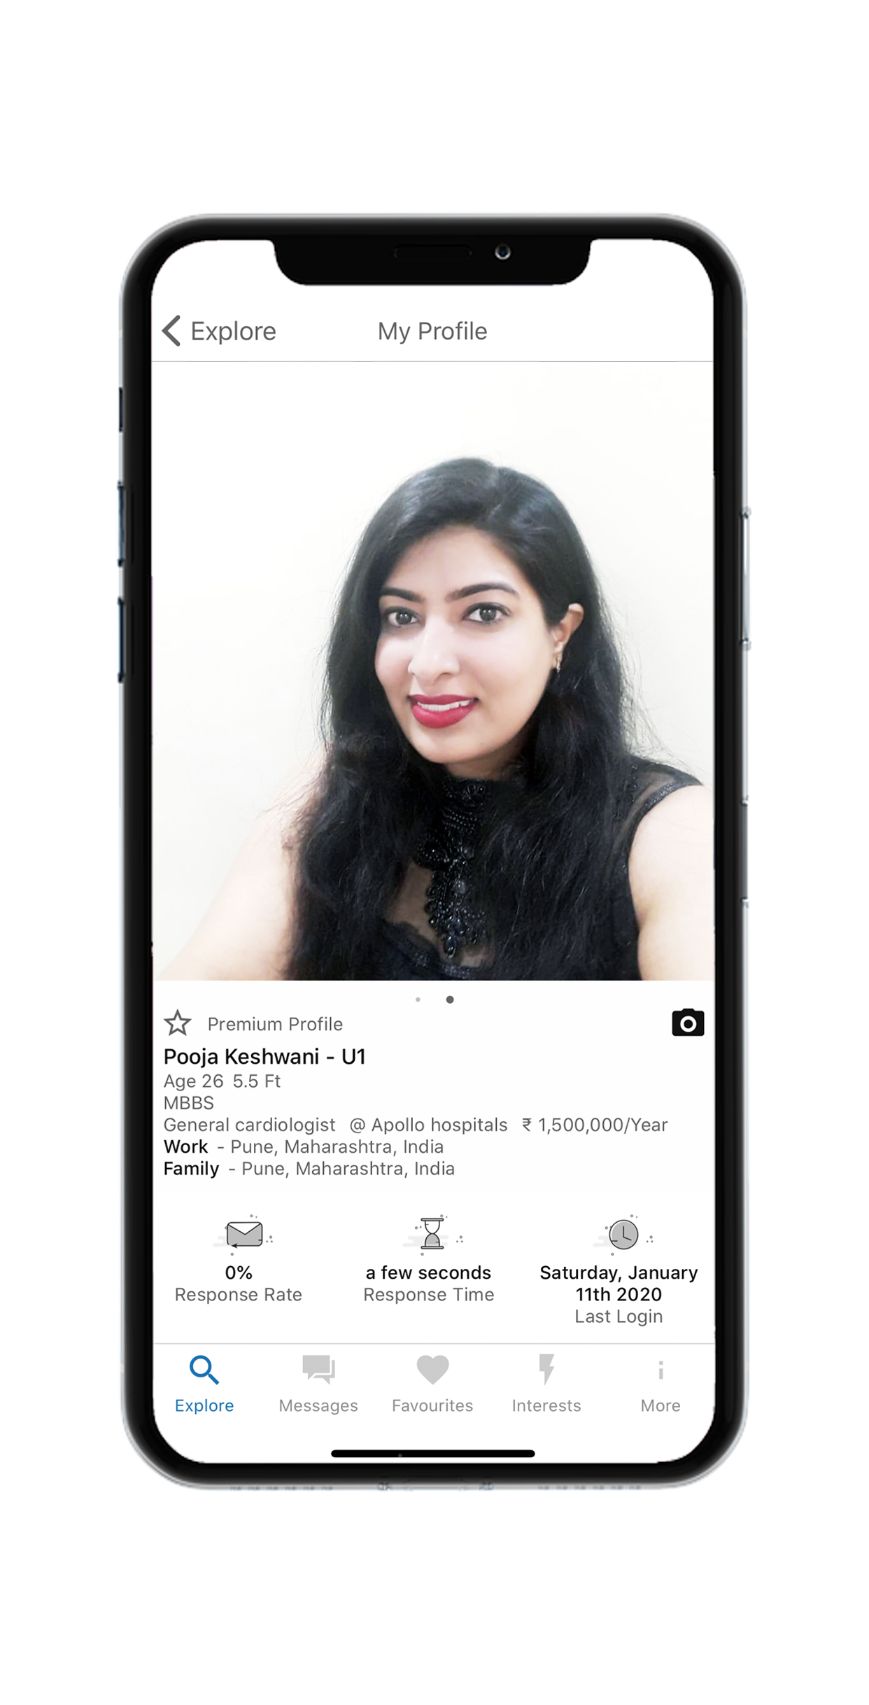 Explore My Profile
Premium Profile
Pooja Keshwani - U1
Age 26 5.5 Ft
MBBS
General cardiologist @ Apollo hospitals ₹ 1,500,000/Year
Work - Pune, Maharashtra, India
Family - Pune, Maharashtra, India
0%
Response Rate
a few seconds
Response Time
Saturday, January
11th 2020
Last Login
Explore Messages Favourites Interests More